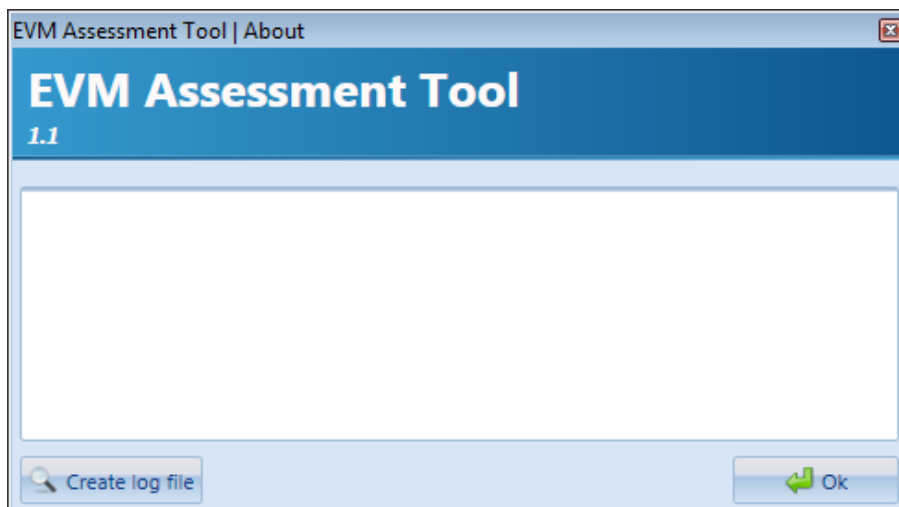 EVM Assessment Tool | About
EVM Assessment Tool
1.1
Create log file
Ok